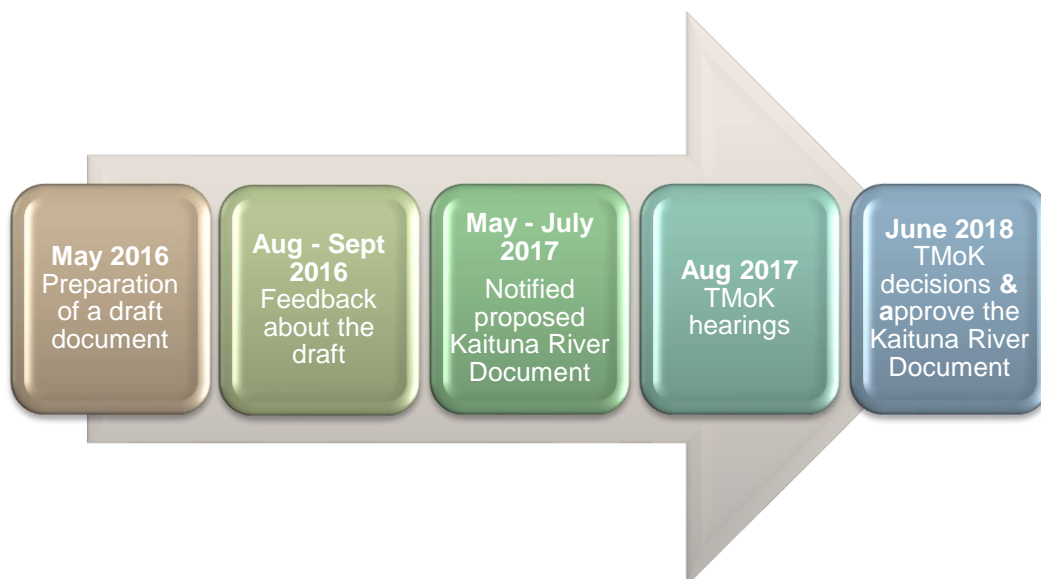 May 2016
Preparation
of a draft
document
Aug - Sept
2016
Feedback
about the
draft
May - July
2017
Notified
proposed
Kaituna River
Document
Aug 2017
TMoK
hearings
June 2018
TMoK
decisions &
approve the
Kaituna River
Document